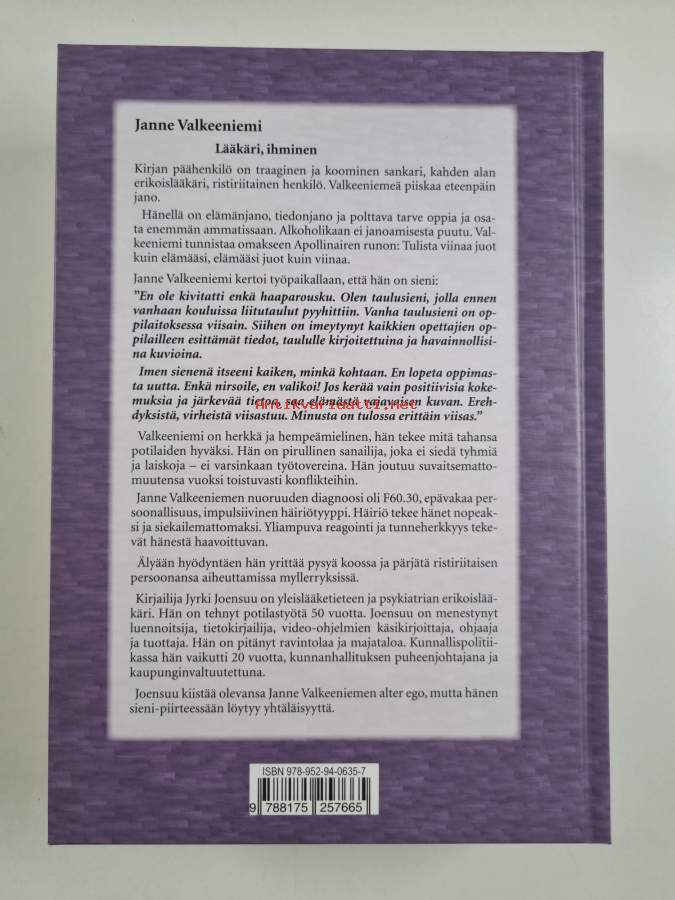 Janne Valkeeniemi
Lääkäri, ihminen
Kirjan päähenkilö on traaginen ja koominen sankari, kahden alan
erikoislääkäri, ristiriitainen henkilö. Valkeeniemeä piiskaa eteenpäin
jano.
Hänellä on elämänjano, tiedonjano ja polttava tarve oppia ja osa-
ta enemmän ammatissaan. Alkoholikaan ei janoamisesta puutu. Val-
keeniemi tunnistaa omakseen Apollinairen runon: Tulista viinaa juot
kuin elämääsi, elämääsi juot kuin viinaa.
Janne Valkeeniemi kertoi työpaikallaan, että hän on sieni:
”En ole kivitatti enkä haaparousku. Olen taulusieni, jolla ennen
vanhaan kouluissa liitutaulut pyyhittiin. Vanha taulusieni on op-
pilaitoksessa viisain. Siihen on imeytynyt kaikkien opettajien op-
pilailleen esittämät tiedot, taululle kirjoitettuina ja havainnollisi-
na kuvioina.
Imen sienenä itseeni kaiken, minkä kohtaan. En lopeta oppimas-
ta uutta. Enkä nirsoile, en valikoi! Jos kerää vain positiivisia koke-
muksia ja järkevää tietoa, saa elämästä vajavaisen kuvan. Ereh-
dyksistä, virheistä viisastuu. Minusta on tulossa erittäin viisas.”
Antikvariaatti.net
Valkeeniemi on herkkä ja hempeämielinen, hän tekee mitä tahansa
potilaiden hyväksi. Hän on pirullinen sanailija, joka ei siedä tyhmiä
ja laiskoja – ei varsinkaan työtovereina. Hän joutuu suvaitsematto-
muutensa vuoksi toistuvasti konflikteihin.
Janne Valkeeniemen nuoruuden diagnoosi oli F60.30, epävakaa per-
soonallisuus, impulsiivinen häiriötyyppi. Häiriö tekee hänet nopeak-
si ja siekailemattomaksi. Yliampuva reagointi ja tunneherkkyys teke-
vät hänestä haavoittuvan.
Älyään hyödyntäen hän yrittää pysyä koossa ja pärjätä ristiriitaisen
persoonansa aiheuttamissa myllerryksissä.
Kirjailija Jyrki Joensuu on yleislääketieteen ja psykiatrian erikoislää-
käri. Hän on tehnyt potilastyötä 50 vuotta. Joensuu on menestynyt
luennoitsija, tietokirjailija, video-ohjelmien käsikirjoittaja, ohjaaja
ja tuottaja. Hän on pitänyt ravintolaa ja majataloa. Kunnallispolitii-
kassa hän vaikutti 20 vuotta, kunnanhallituksen puheenjohtajana ja
kaupunginvaltuutettuna.
Joensuu kiistää olevansa Janne Valkeeniemen alter ego, mutta hänen
sieni-piirteessään löytyy yhtäläisyyttä.
ISBN 978-952-94-0635-7
9 788175 257665